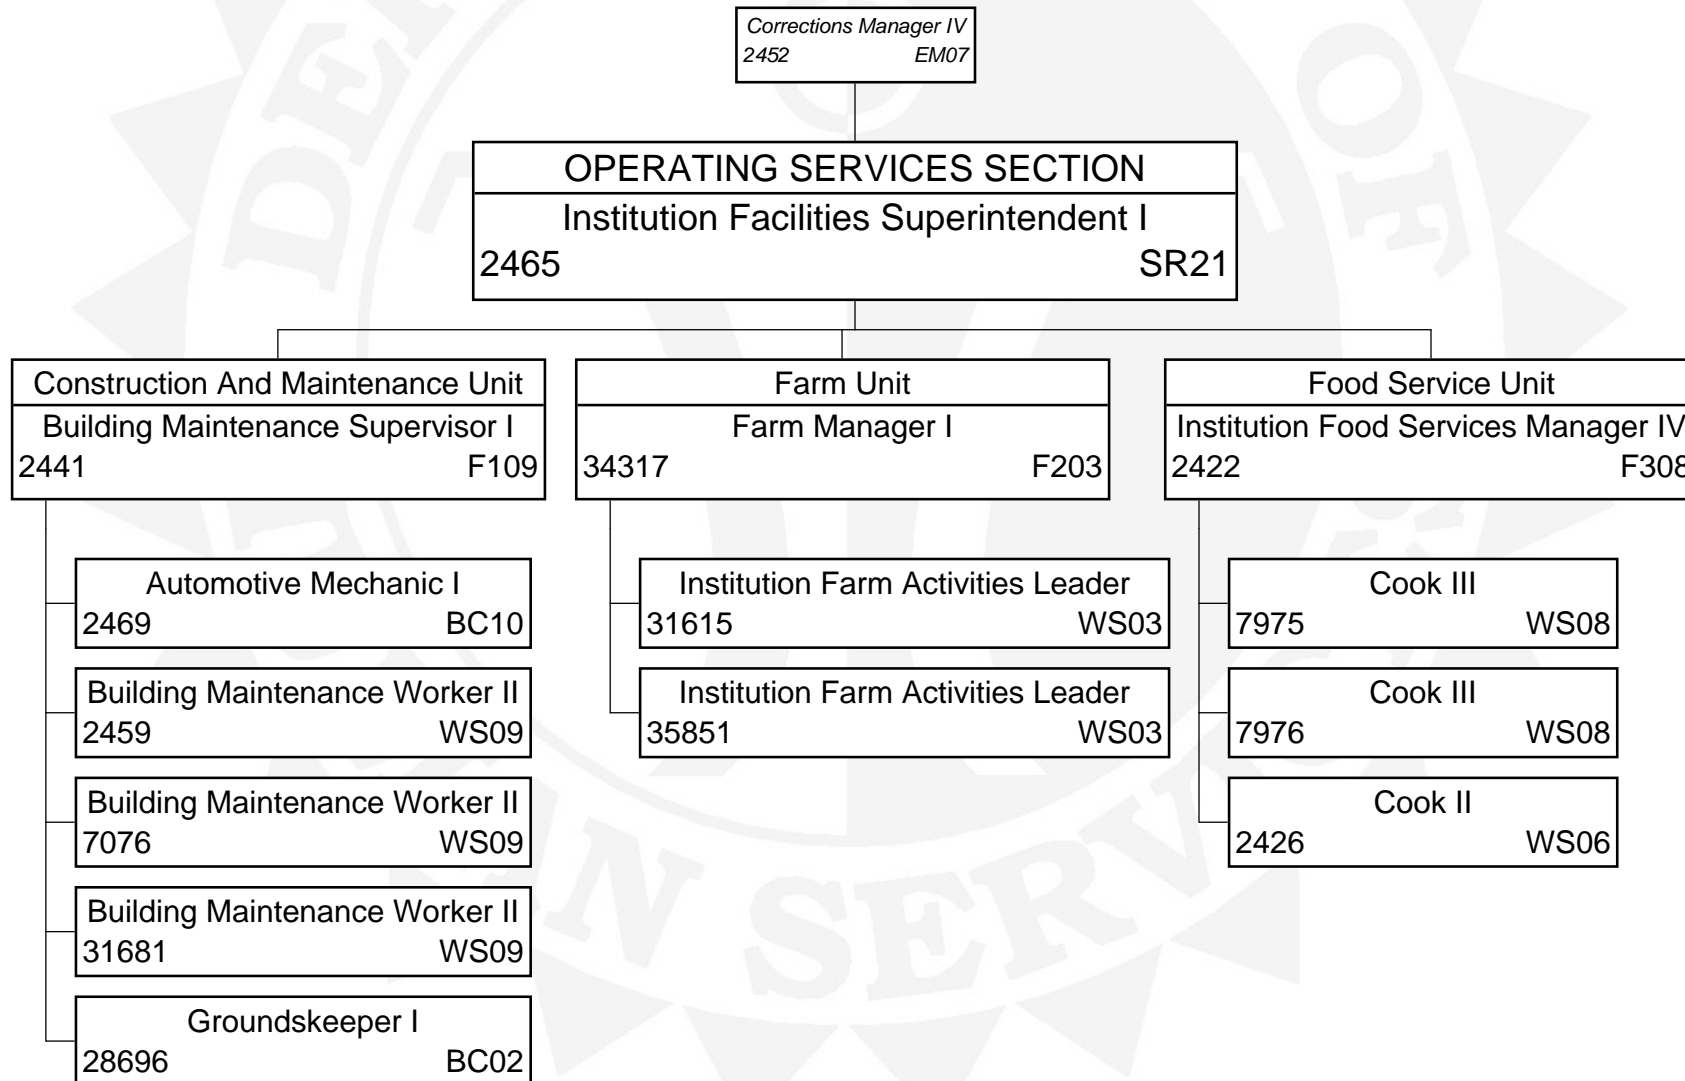 Corrections Manager IV
2452 EM07
OPERATING SERVICES SECTION
Institution Facilities Superintendent I
2465 SR21
Construction And Maintenance Unit
Building Maintenance Supervisor I
2441 F109
Automotive Mechanic I
2469 BC10
Building Maintenance Worker II
2459 WS09
Building Maintenance Worker II
7076 WS09
Building Maintenance Worker II
31681 WS09
Groundskeeper I
28696 BC02
Farm Unit
Farm Manager I
34317 F203
Institution Farm Activities Leader
31615 WS03
Institution Farm Activities Leader
35851 WS03
Food Service Unit
Institution Food Services Manager IV
2422 F308
Cook III
7975 WS08
Cook III
7976 WS08
Cook II
2426 WS06
OF